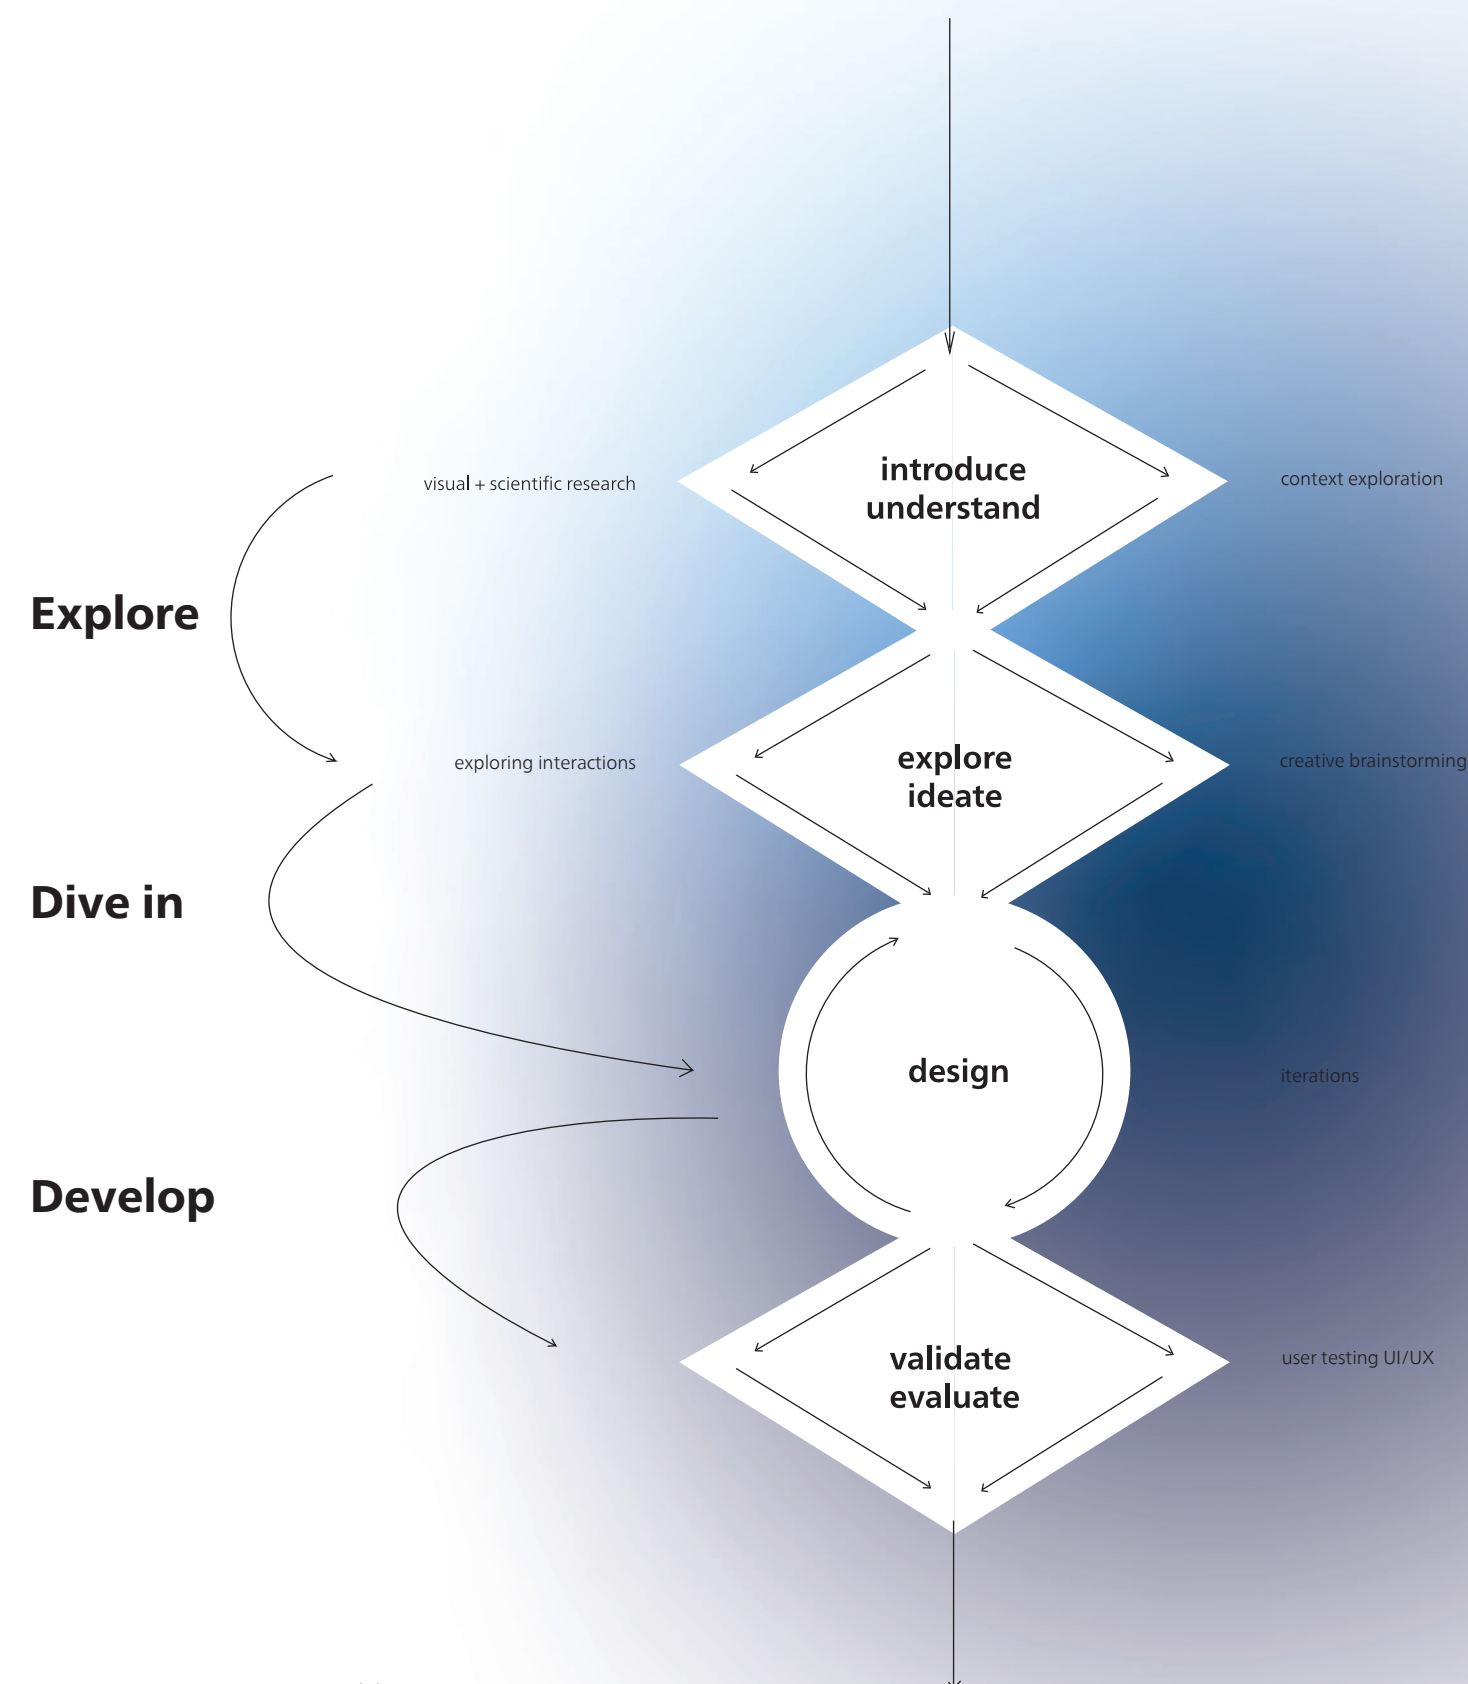 introduce
understand
visual + scientific research
context exploration
Explore
explore
ideate
exploring interactions
creative brainstorming
Dive in
design
iterations
Develop
validate
evaluate
user testing UI/UX